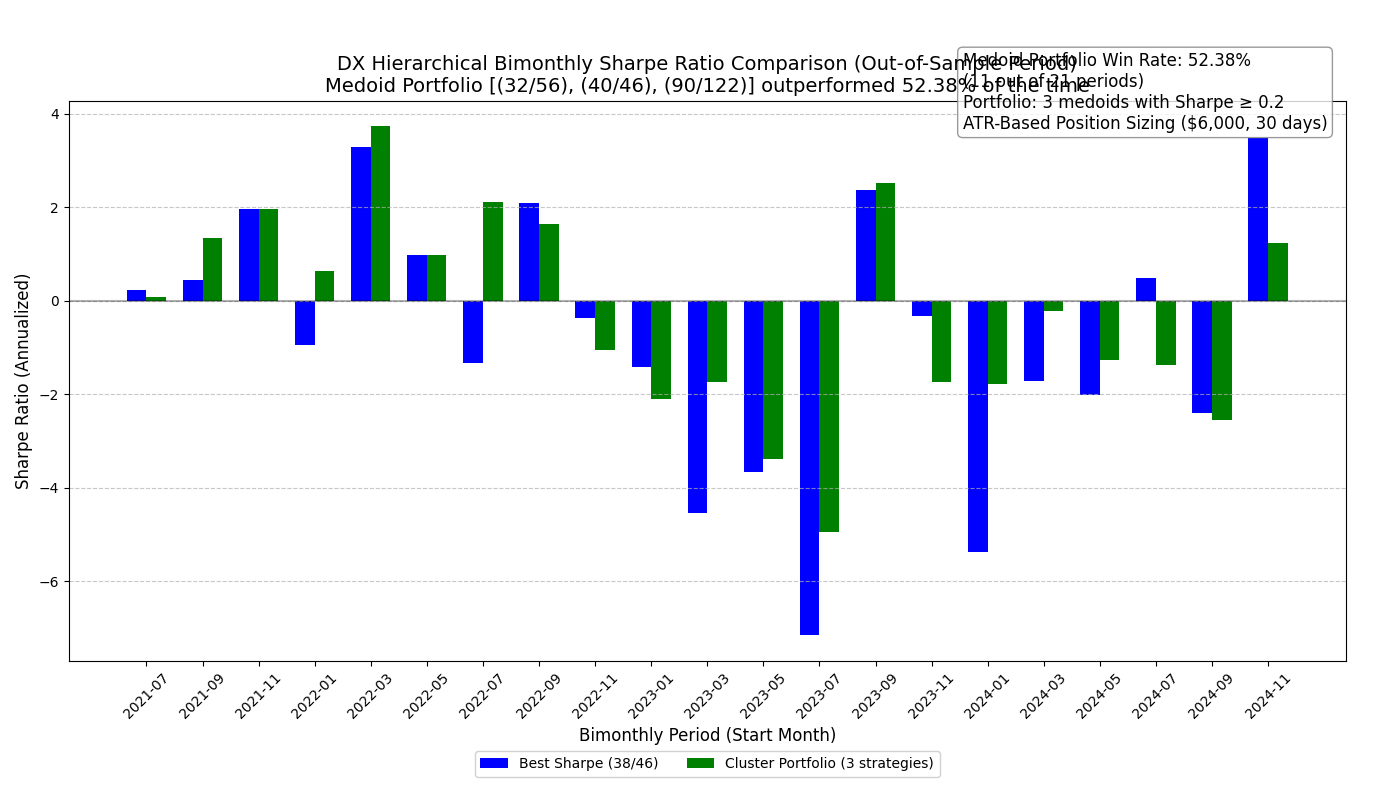 DX Hierarchical Bimonthly Sharpe Ratio Comparison (Out-of-Sample Period)
Medoid Portfolio [(32/56), (40/46), (90/122)] outperformed 52.38% of the time
Medoid Portfolio Win Rate: 52.38%
(11 out of 21 periods)
Portfolio: 3 medoids with Sharpe ≥ 0.2
ATR-Based Position Sizing ($6,000, 30 days)
Sharpe Ratio (Annualized)
4
2
0
−2
−4
−6
2021-07
2021-09
2021-11
2022-01
2022-03
2022-05
2022-07
2022-09
2022-11
2023-01
2023-03
2023-05
2023-07
2023-09
2023-11
2024-01
2024-03
2024-05
2024-07
2024-09
2024-11
Bimonthly Period (Start Month)
Best Sharpe (38/46)
Cluster Portfolio (3 strategies)